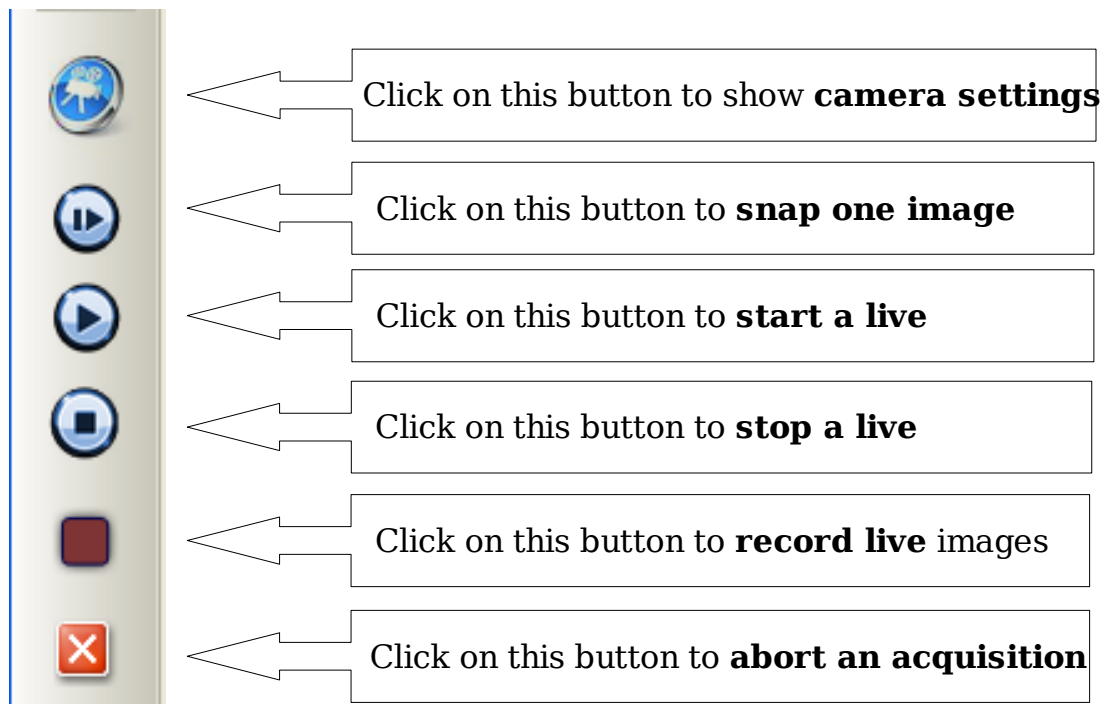 Click on this button to show camera settings
Click on this button to snap one image
Click on this button to start a live
Click on this button to stop a live
Click on this button to record live images
Click on this button to abort an acquisition